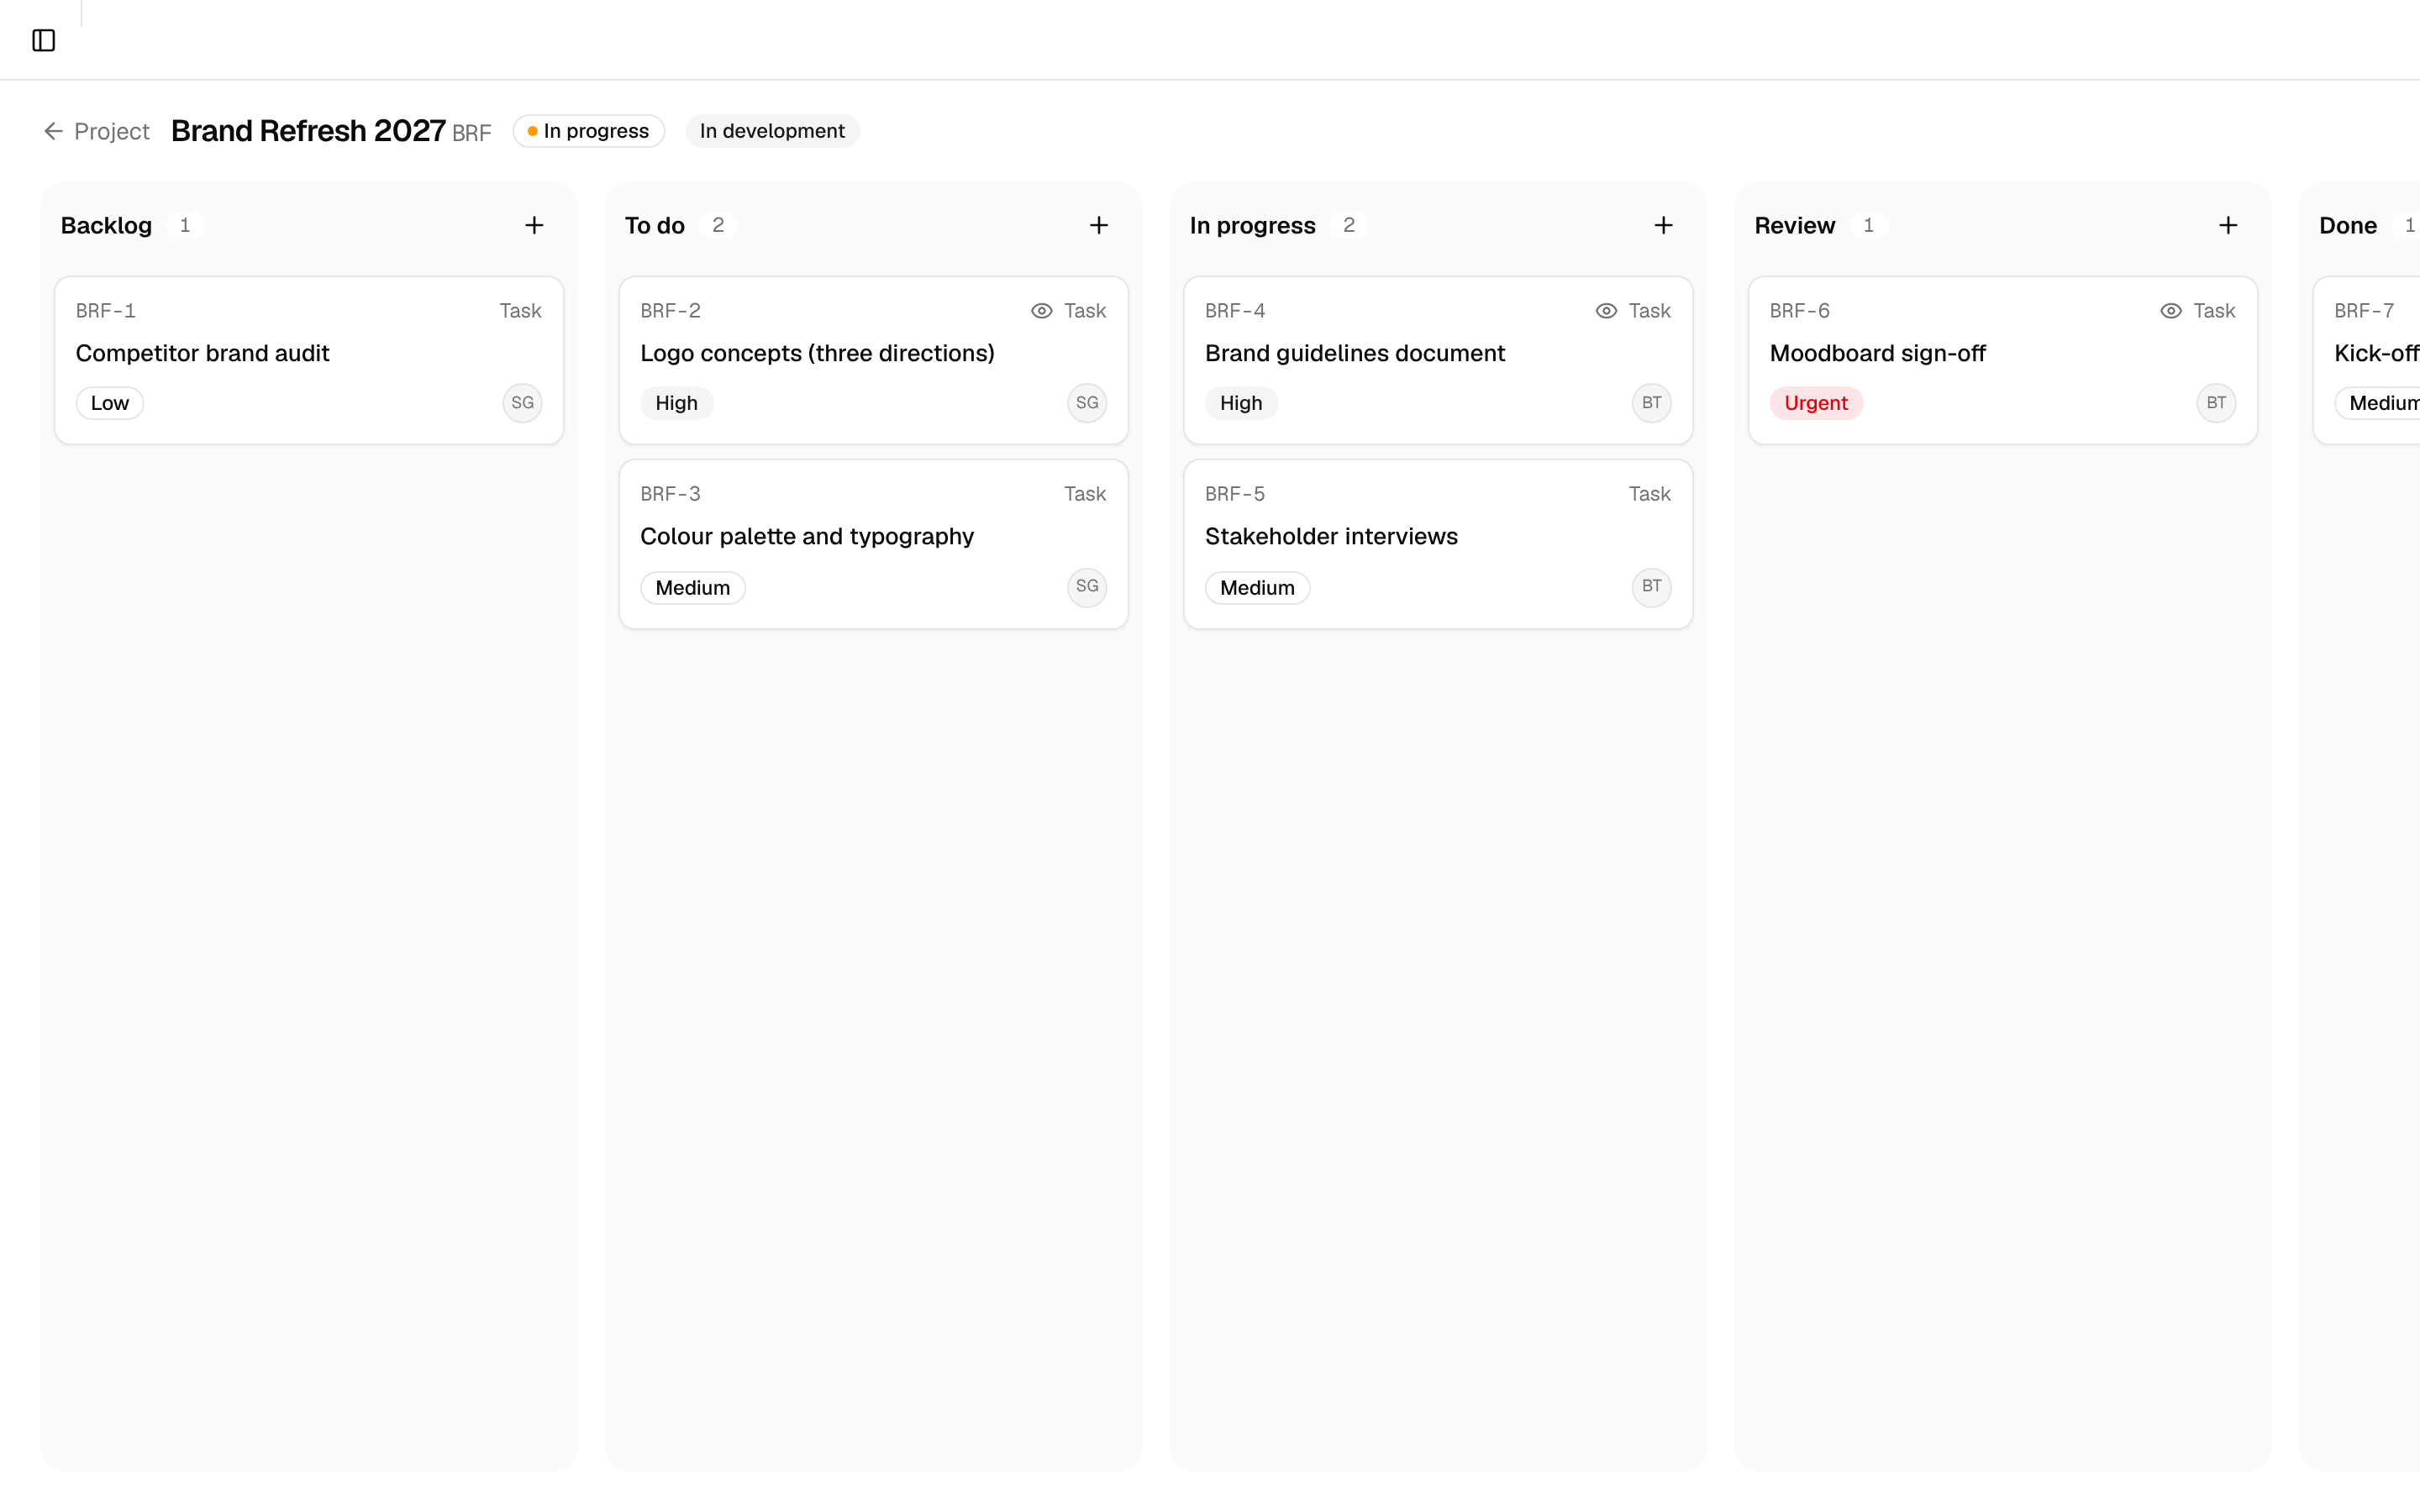 Project Brand Refresh 2027 BRF In progress In development
Backlog 1
BRF-1 Task
Competitor brand audit
Low SG
To do 2
BRF-2 Task
Logo concepts (three directions)
High SG
BRF-3 Task
Colour palette and typography
Medium SG
In progress 2
BRF-4 Task
Brand guidelines document
High BT
BRF-5 Task
Stakeholder interviews
Medium BT
Review 1
BRF-6 Task
Moodboard sign-off
Urgent BT
Done 1
BRF-7
Kick-off
Medium